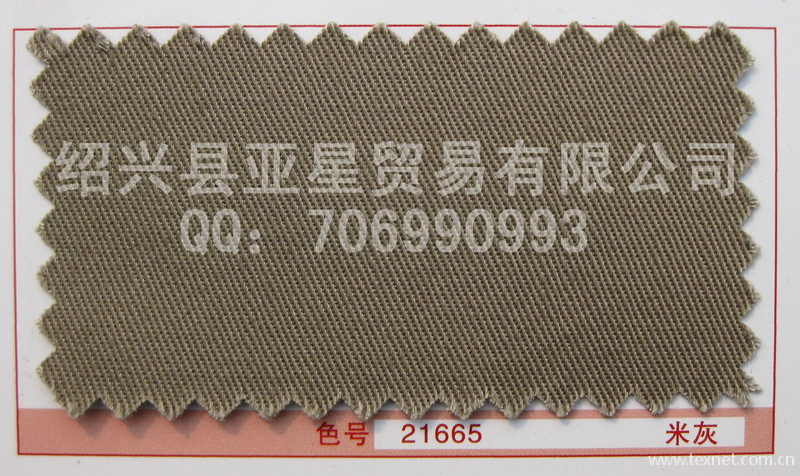 绍兴县亚星贸易有限公司
QQ：706990993
色号 21665 米灰
www.texnet.com.cn